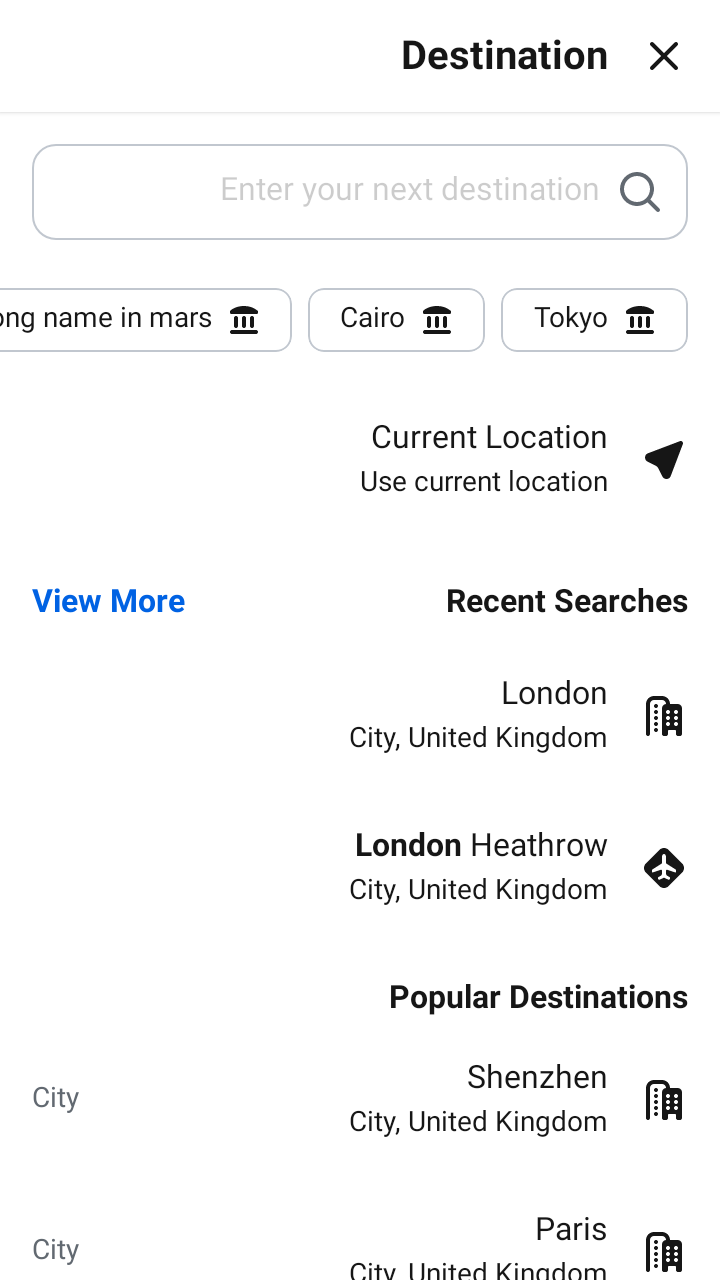 Destination
Enter your next destination
Tokyo
Cairo
name in mars
Current Location
Use current location
Recent Searches
View More
London
City, United Kingdom
London Heathrow
City, United Kingdom
Popular Destinations
Shenzhen
City, United Kingdom
City
Paris
City, United Kingdom
City